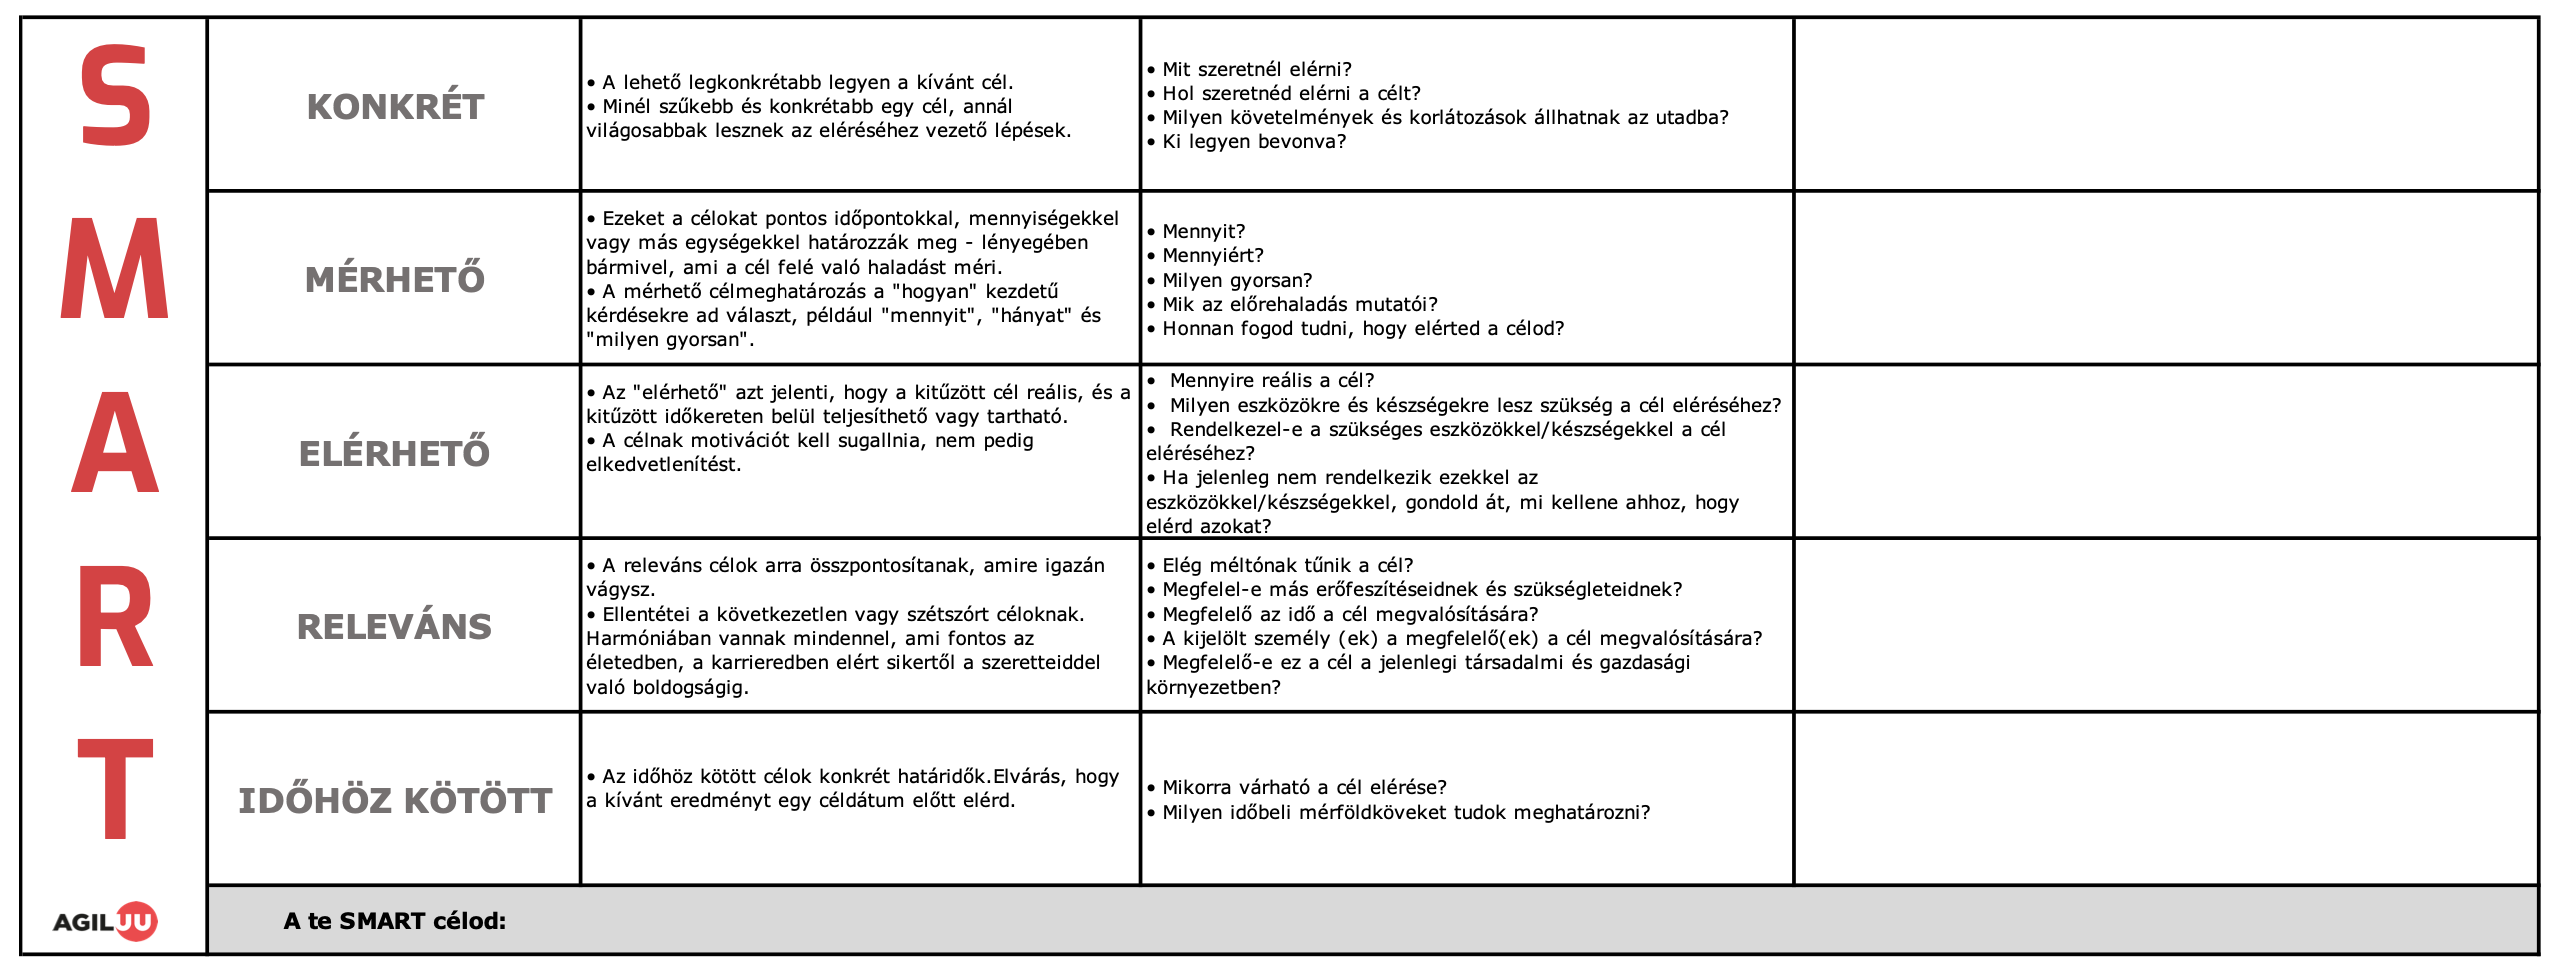 S
KONKRÉT
• A lehető legkonkrétabb legyen a kívánt cél.
• Minél szűkebb és konkrétabb egy cél, annál
világosabbak lesznek az eléréséhez vezető lépések.
• Mit szeretnél elérni?
• Hol szeretnéd elérni a célt?
• Milyen követelmények és korlátozások állhatnak az utadba?
• Ki legyen bevonva?
M
MÉRHETŐ
• Ezeket a célokat pontos időpontokkal, mennyiségekkel
vagy más egységekkel határozzák meg - lényegében
bármivel, ami a cél felé való haladást méri.
• A mérhető célmeghatározás a "hogyan" kezdetű
kérdésekre ad választ, például "mennyit", "hányat" és
"milyen gyorsan".
• Mennyit?
• Mennyiért?
• Milyen gyorsan?
• Mik az előrehaladás mutatói?
• Honnan fogod tudni, hogy elérted a célod?
A
ELÉRHETŐ
• Az "elérhető" azt jelenti, hogy a kitűzött cél reális, és a
kitűzött időkereten belül teljesíthető vagy tartható.
• A célnak motivációt kell sugallnia, nem pedig
elkedvetlenítést.
• Mennyire reális a cél?
• Milyen eszközökre és készségekre lesz szükség a cél eléréséhez?
• Rendelkezel-e a szükséges eszközökkel/készségekkel a cél
eléréséhez?
• Ha jelenleg nem rendelkezik ezekkel az
eszközökkel/készségekkel, gondold át, mi kellene ahhoz, hogy
elérd azokat?
R
RELEVÁNS
• A releváns célok arra összpontosítanak, amire igazán
vágysz.
• Ellentétei a következetlen vagy szétszórt céloknak.
Harmóniában vannak mindennel, ami fontos az
életedben, a karrieredben elért sikertől a szeretteiddel
való boldogságig.
• Elég méltónak tűnik a cél?
• Megfelel-e más erőfeszítéseidnek és szükségleteidnek?
• Megfelelő az idő a cél megvalósítására?
• A kijelölt személy (ek) a megfelelő(ek) a cél megvalósítására?
• Megfelelő-e ez a cél a jelenlegi társadalmi és gazdasági
környezetben?
T
IDŐHÖZ KÖTÖTT
• Az időhöz kötött célok konkrét határidők.Elvárás, hogy
a kívánt eredményt egy céldátum előtt elérd.
• Mikorra várható a cél elérése?
• Milyen időbeli mérföldköveket tudok meghatározni?
AGILUU
A te SMART célod: